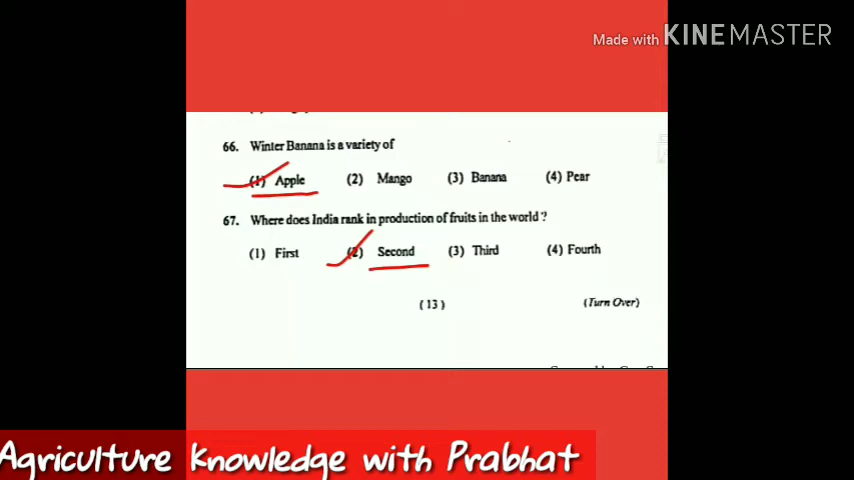 Made with KINEMASTER
66. Winter Banana is a variety of
(1) Apple (2) Mango (3) Banana (4) Pear
67. Where does India rank in production of fruits in the world ?
(1) First (2) Second (3) Third (4) Fourth
( 13 ) (Turn Over)
Agriculture Knowledge with Prabhat